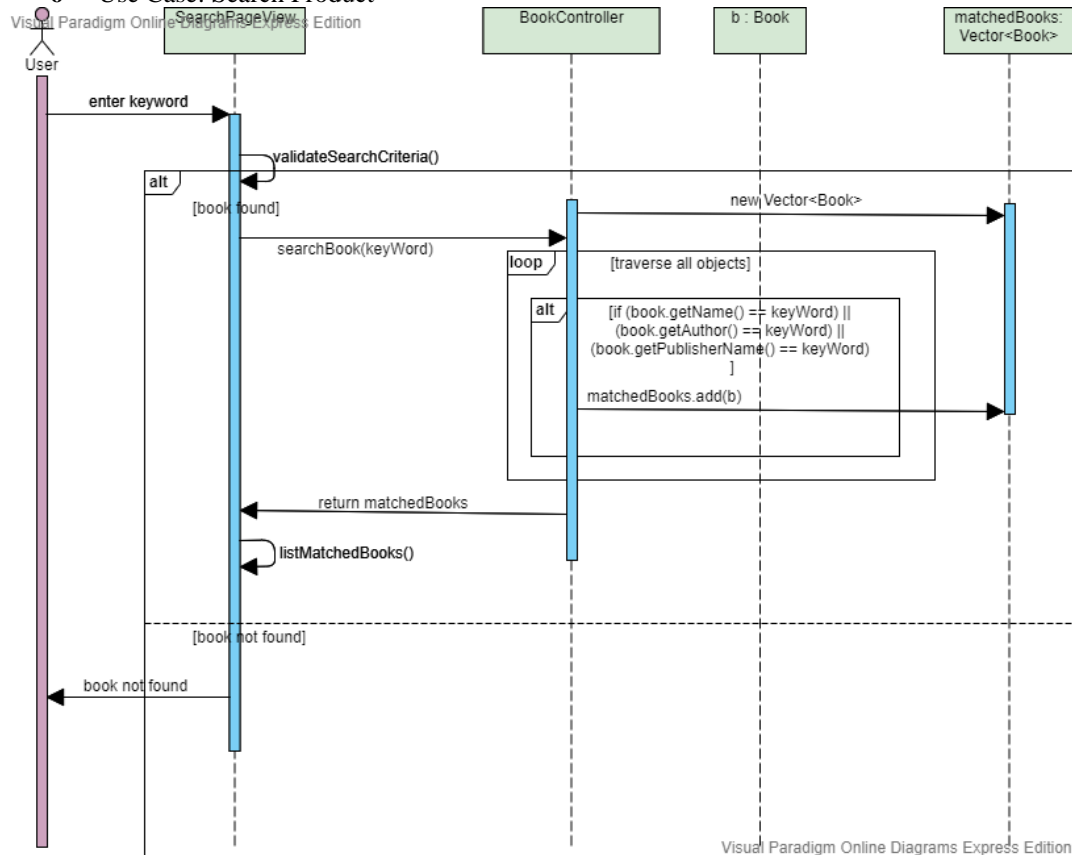 Use Case: Search Product
Visual Paradigm Online Diagrams Express Edition
SearchPageView
BookController
b : Book
matchedBooks:
Vector<Book>
User
enter keyword
validateSearchCriteria()
alt
[book found]
new Vector<Book>
searchBook(keyWord)
loop
[traverse all objects]
alt
[if (book.getName() == keyWord) ||
(book.getAuthor() == keyWord) ||
(book.getPublisherName() == keyWord)
]
matchedBooks.add(b)
return matchedBooks
listMatchedBooks()
[book not found]
book not found
Visual Paradigm Online Diagrams Express Edition